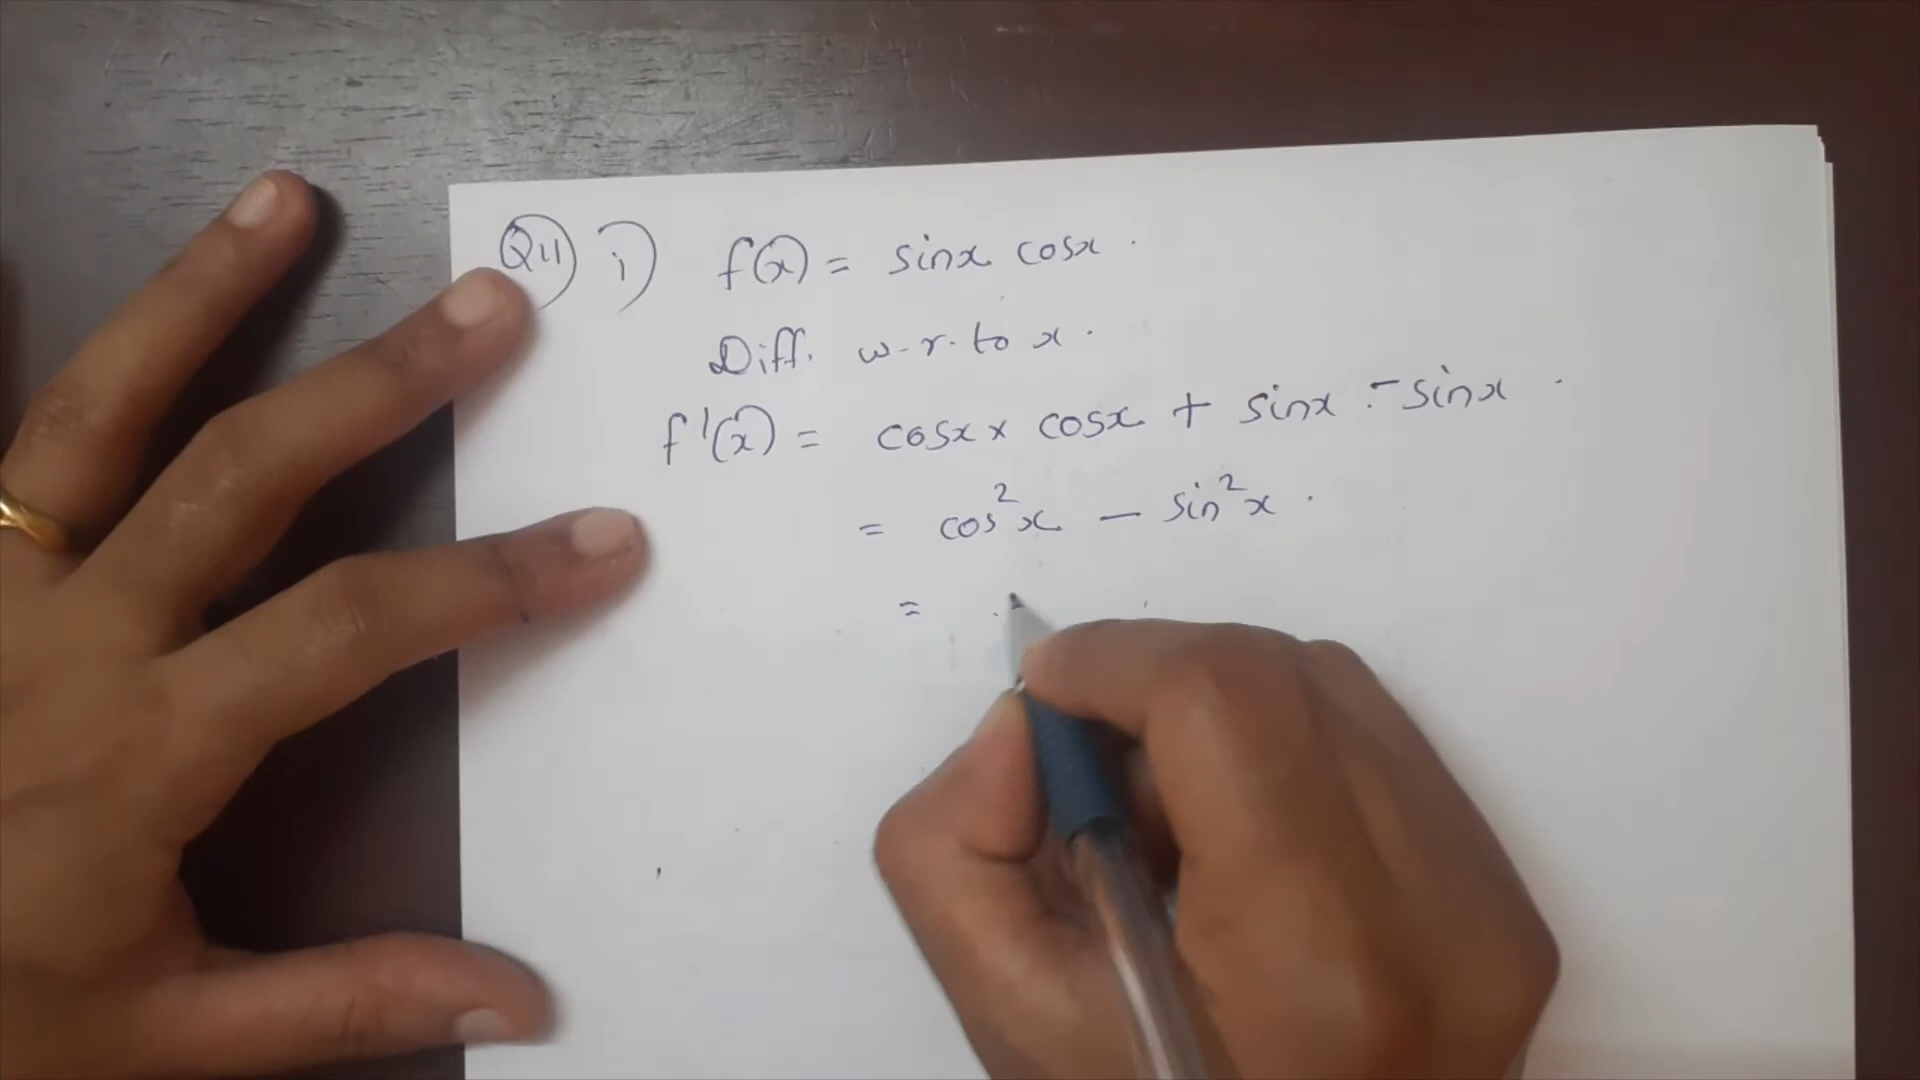 Q11) i) f(x) = sinx cosx .
Diff. w.r.to x .
f'(x) = cosx x cosx + sinx . -sinx .
= cos²x - sin²x .
=